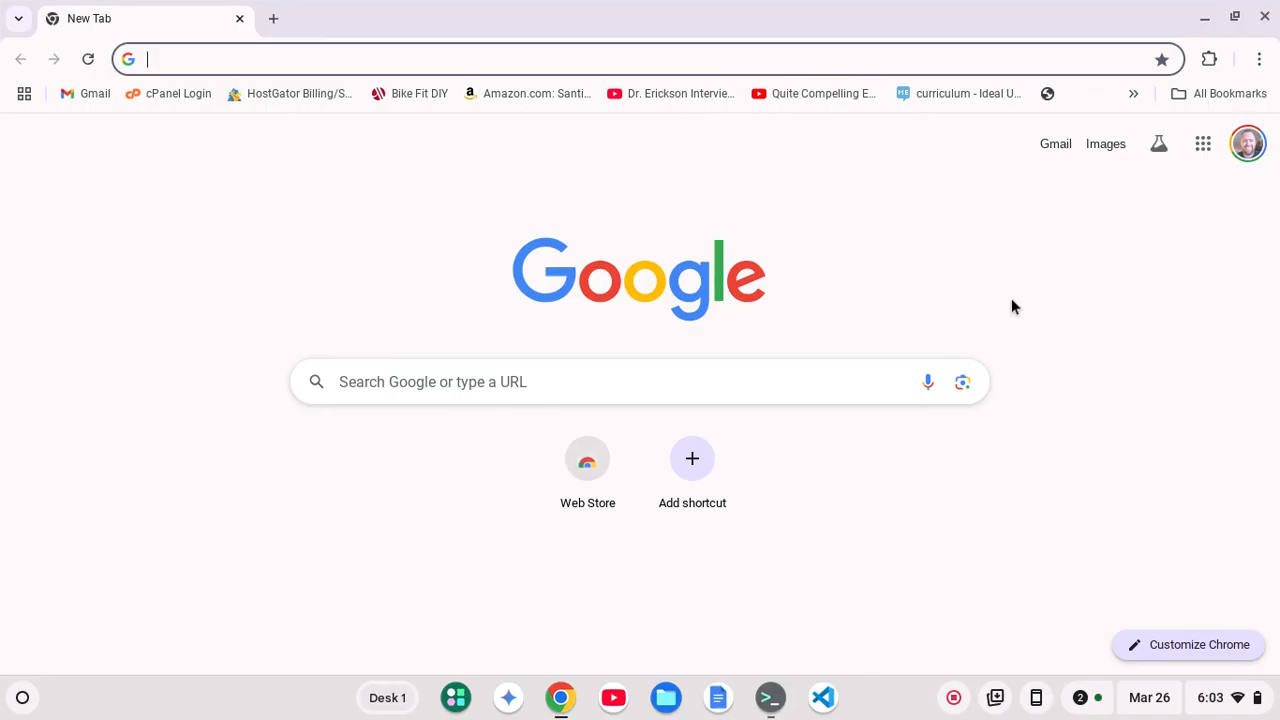 New Tab
Gmail
cPanel Login
HostGator Billing/S...
Bike Fit DIY
Amazon.com: Santi...
Dr. Erickson Intervie...
Quite Compelling E...
curriculum - Ideal U...
All Bookmarks
Gmail
Images
Google
Search Google or type a URL
Web Store
Add shortcut
Customize Chrome
Desk 1
2
Mar 26
6:03